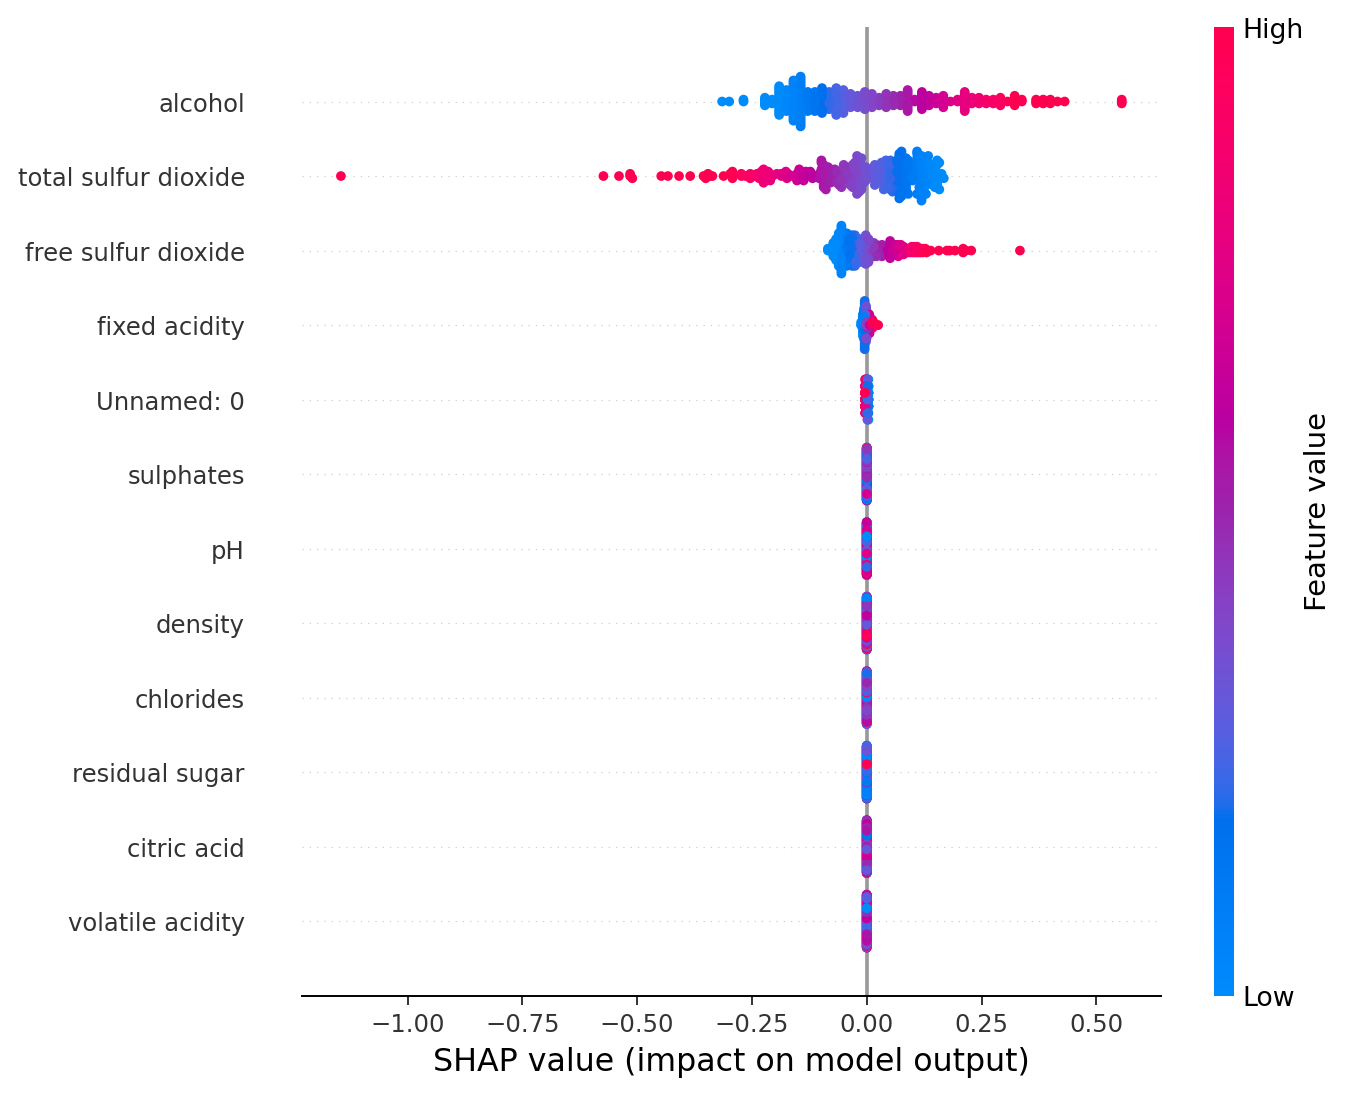 High
alcohol
total sulfur dioxide
free sulfur dioxide
fixed acidity
Unnamed: 0
sulphates
pH
density
chlorides
residual sugar
citric acid
volatile acidity
Feature value
Low
−1.00 −0.75 −0.50 −0.25 0.00 0.25 0.50
SHAP value (impact on model output)